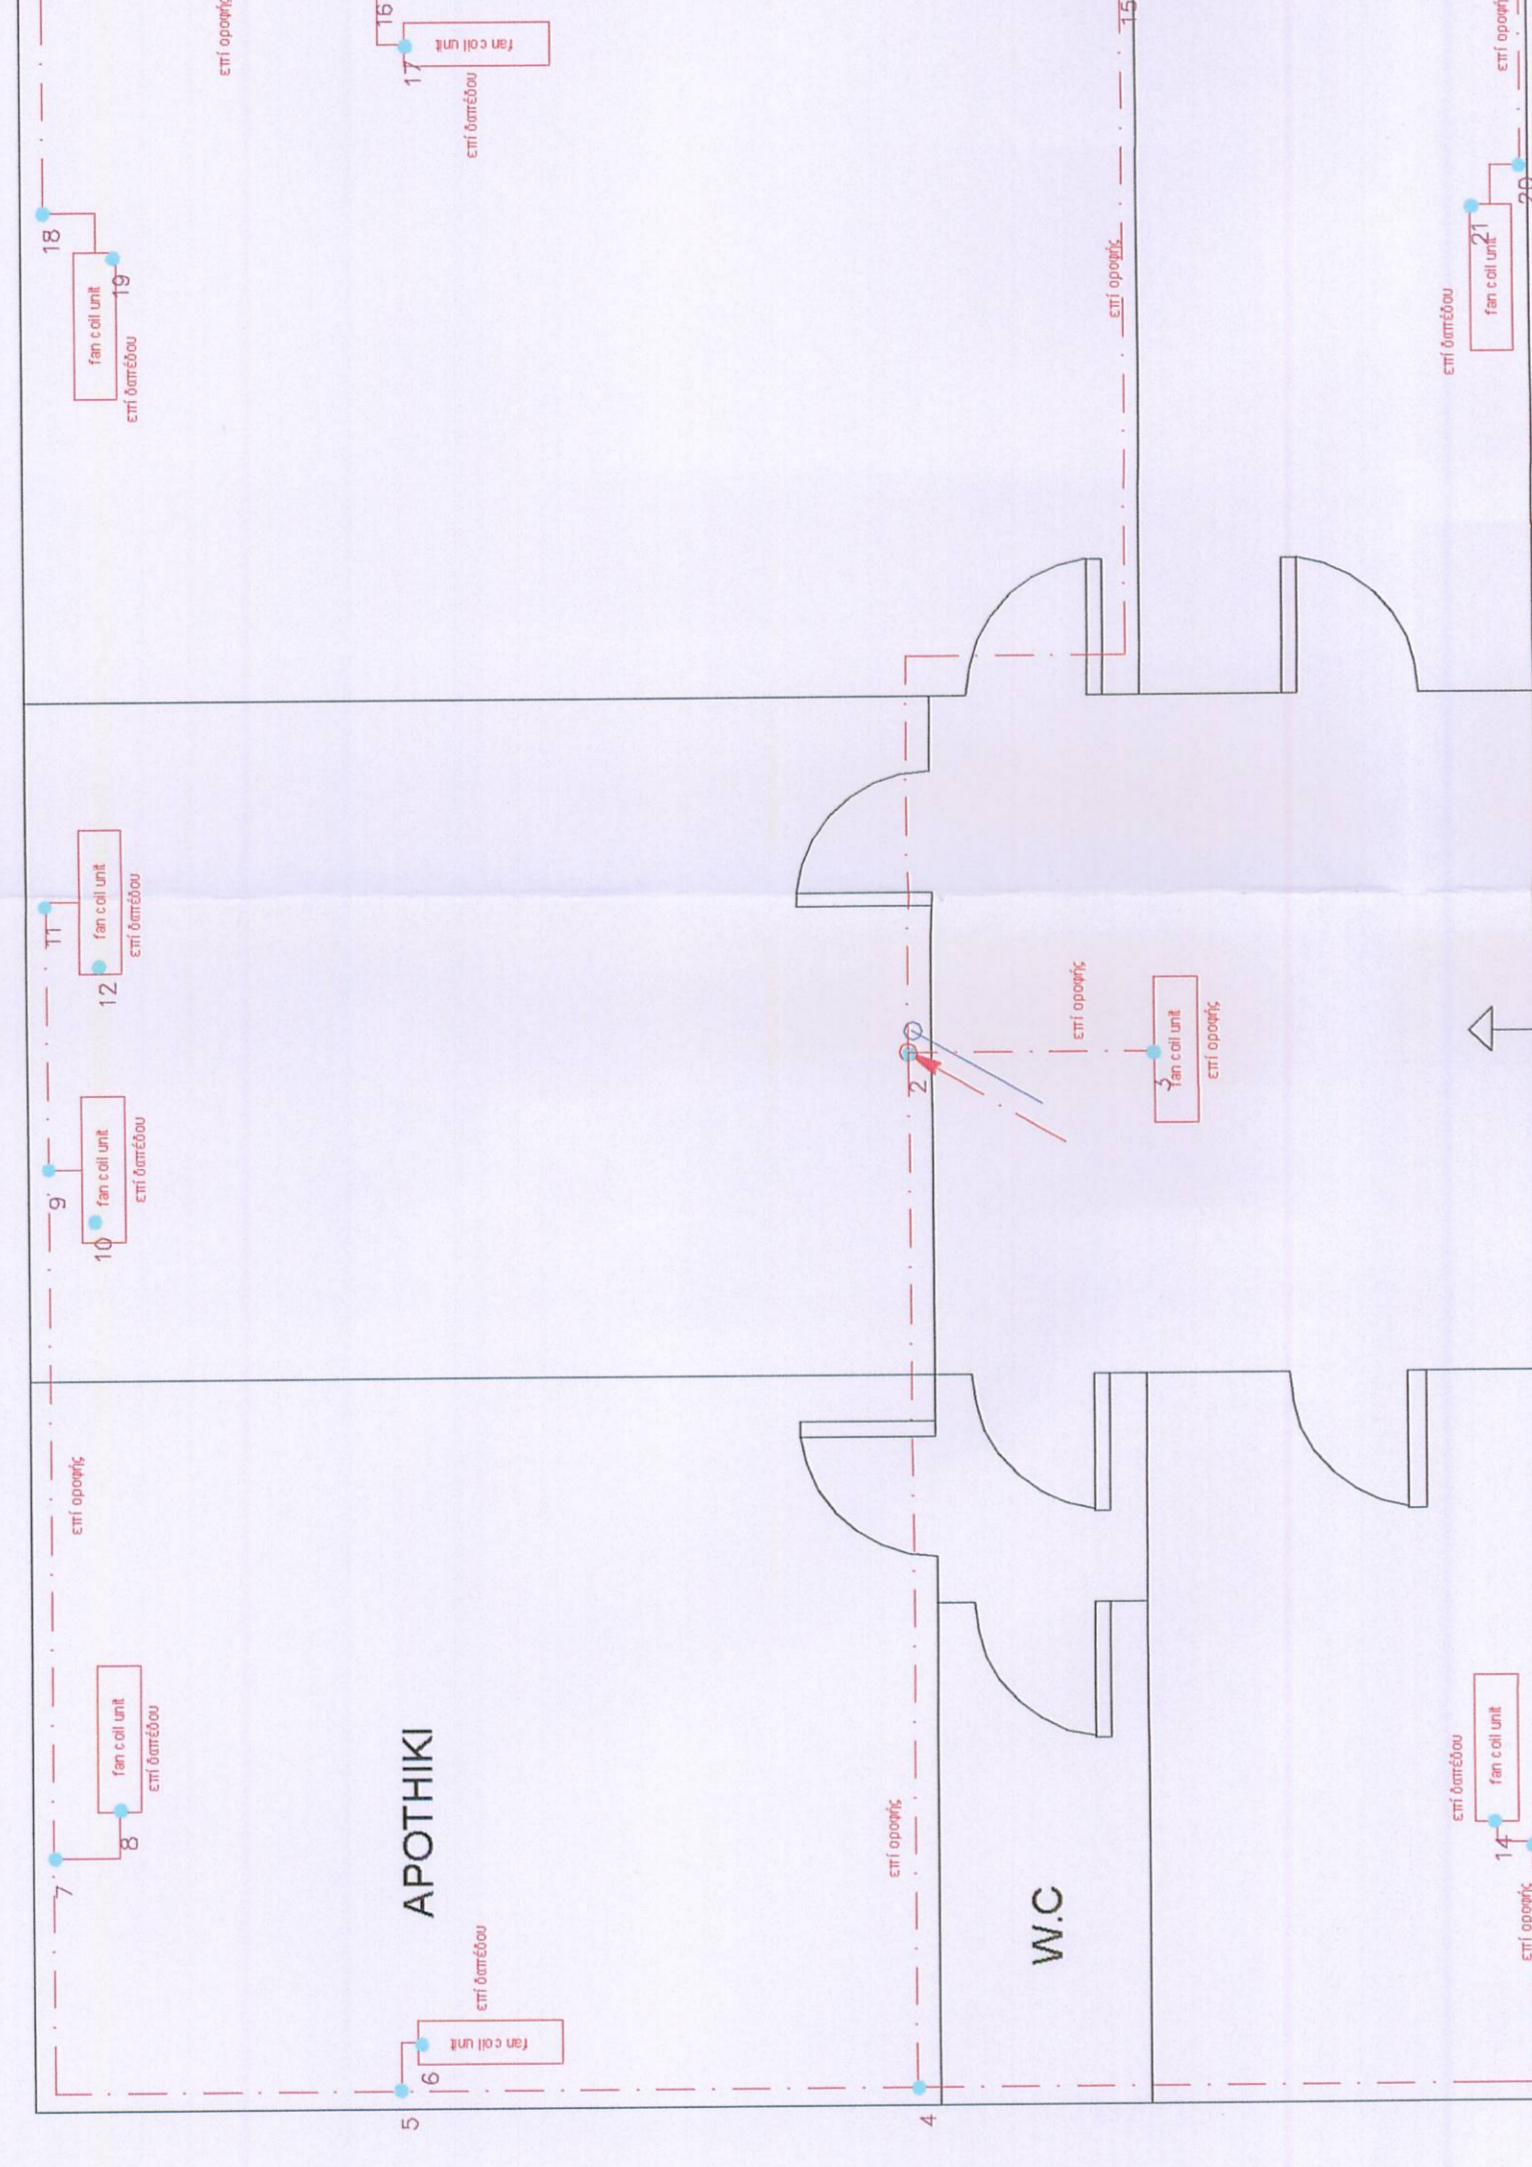 επί οροφής
16
17
fan coil unit
επί δαπέδου
15
επί οροφής
18
19
fan coil unit
επί δαπέδου
επί οροφής
20
21
fan coil unit
επί δαπέδου
11
12
fan coil unit
επί δαπέδου
9
10
fan coil unit
επί δαπέδου
2
επί οροφής
3
fan coil unit
επί οροφής
επί οροφής
7
8
fan coil unit
επί δαπέδου
APOTHIKI
επί οροφής
W.C
14
fan coil unit
επί δαπέδου
επί οροφής
5
6
fan coil unit
επί δαπέδου
4